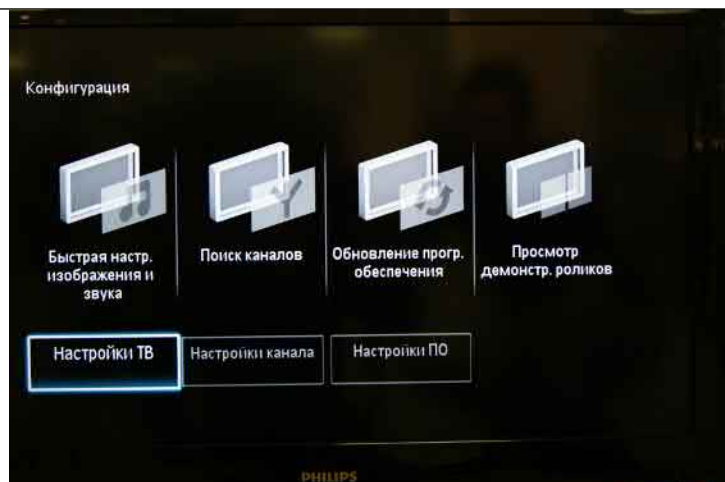 Конфигурация
Быстрая настр.
изображения и
звука
Поиск каналов
Обновление прогр.
обеспечения
Просмотр
демонстр. роликов
Настройки ТВ
Настройки канала
Настройки ПО
PHILIPS